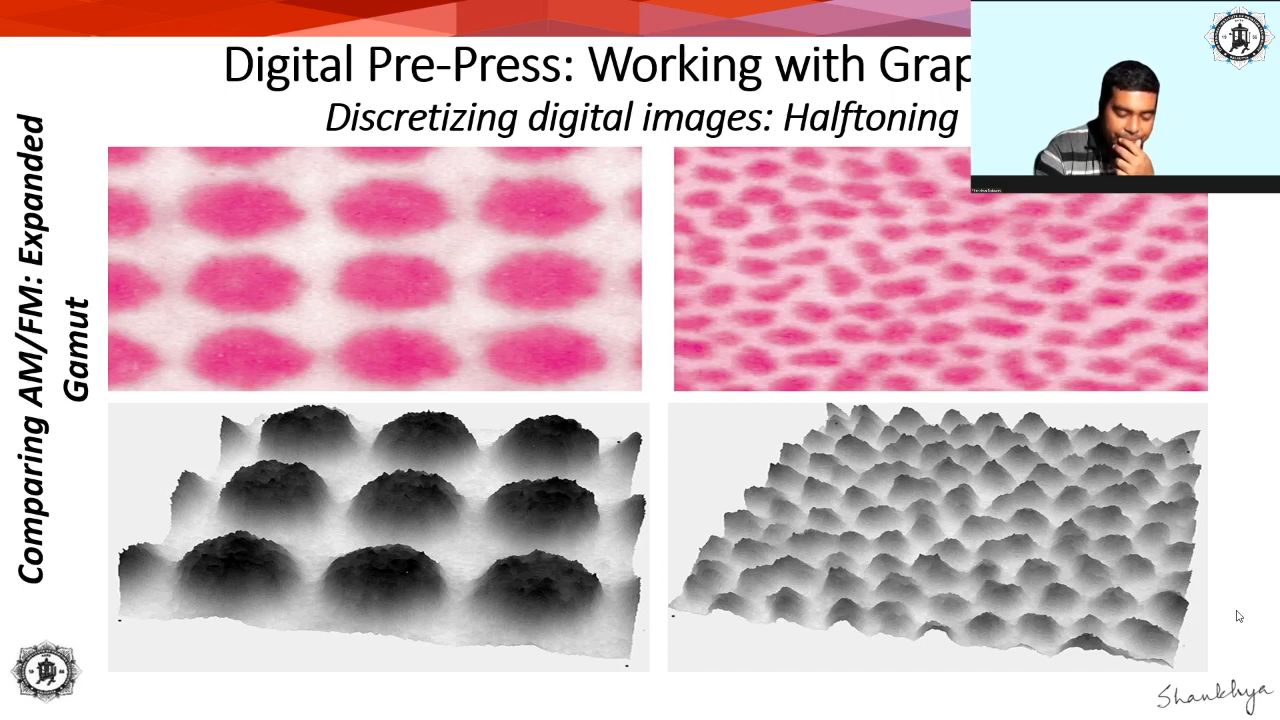 Digital Pre-Press: Working with Grap
Discretizing digital images: Halftoning
Comparing AM/FM: Expanded
Gamut
Shankhya